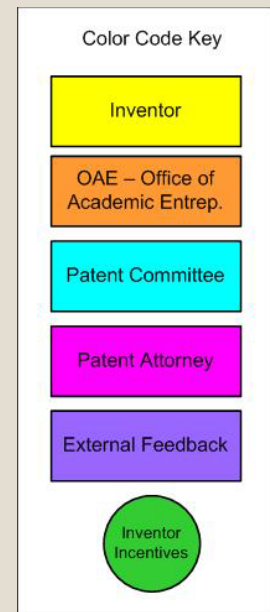 Color Code Key
Inventor
OAE – Office of
Academic Entrep.
Patent Committee
Patent Attorney
External Feedback
Inventor
Incentives